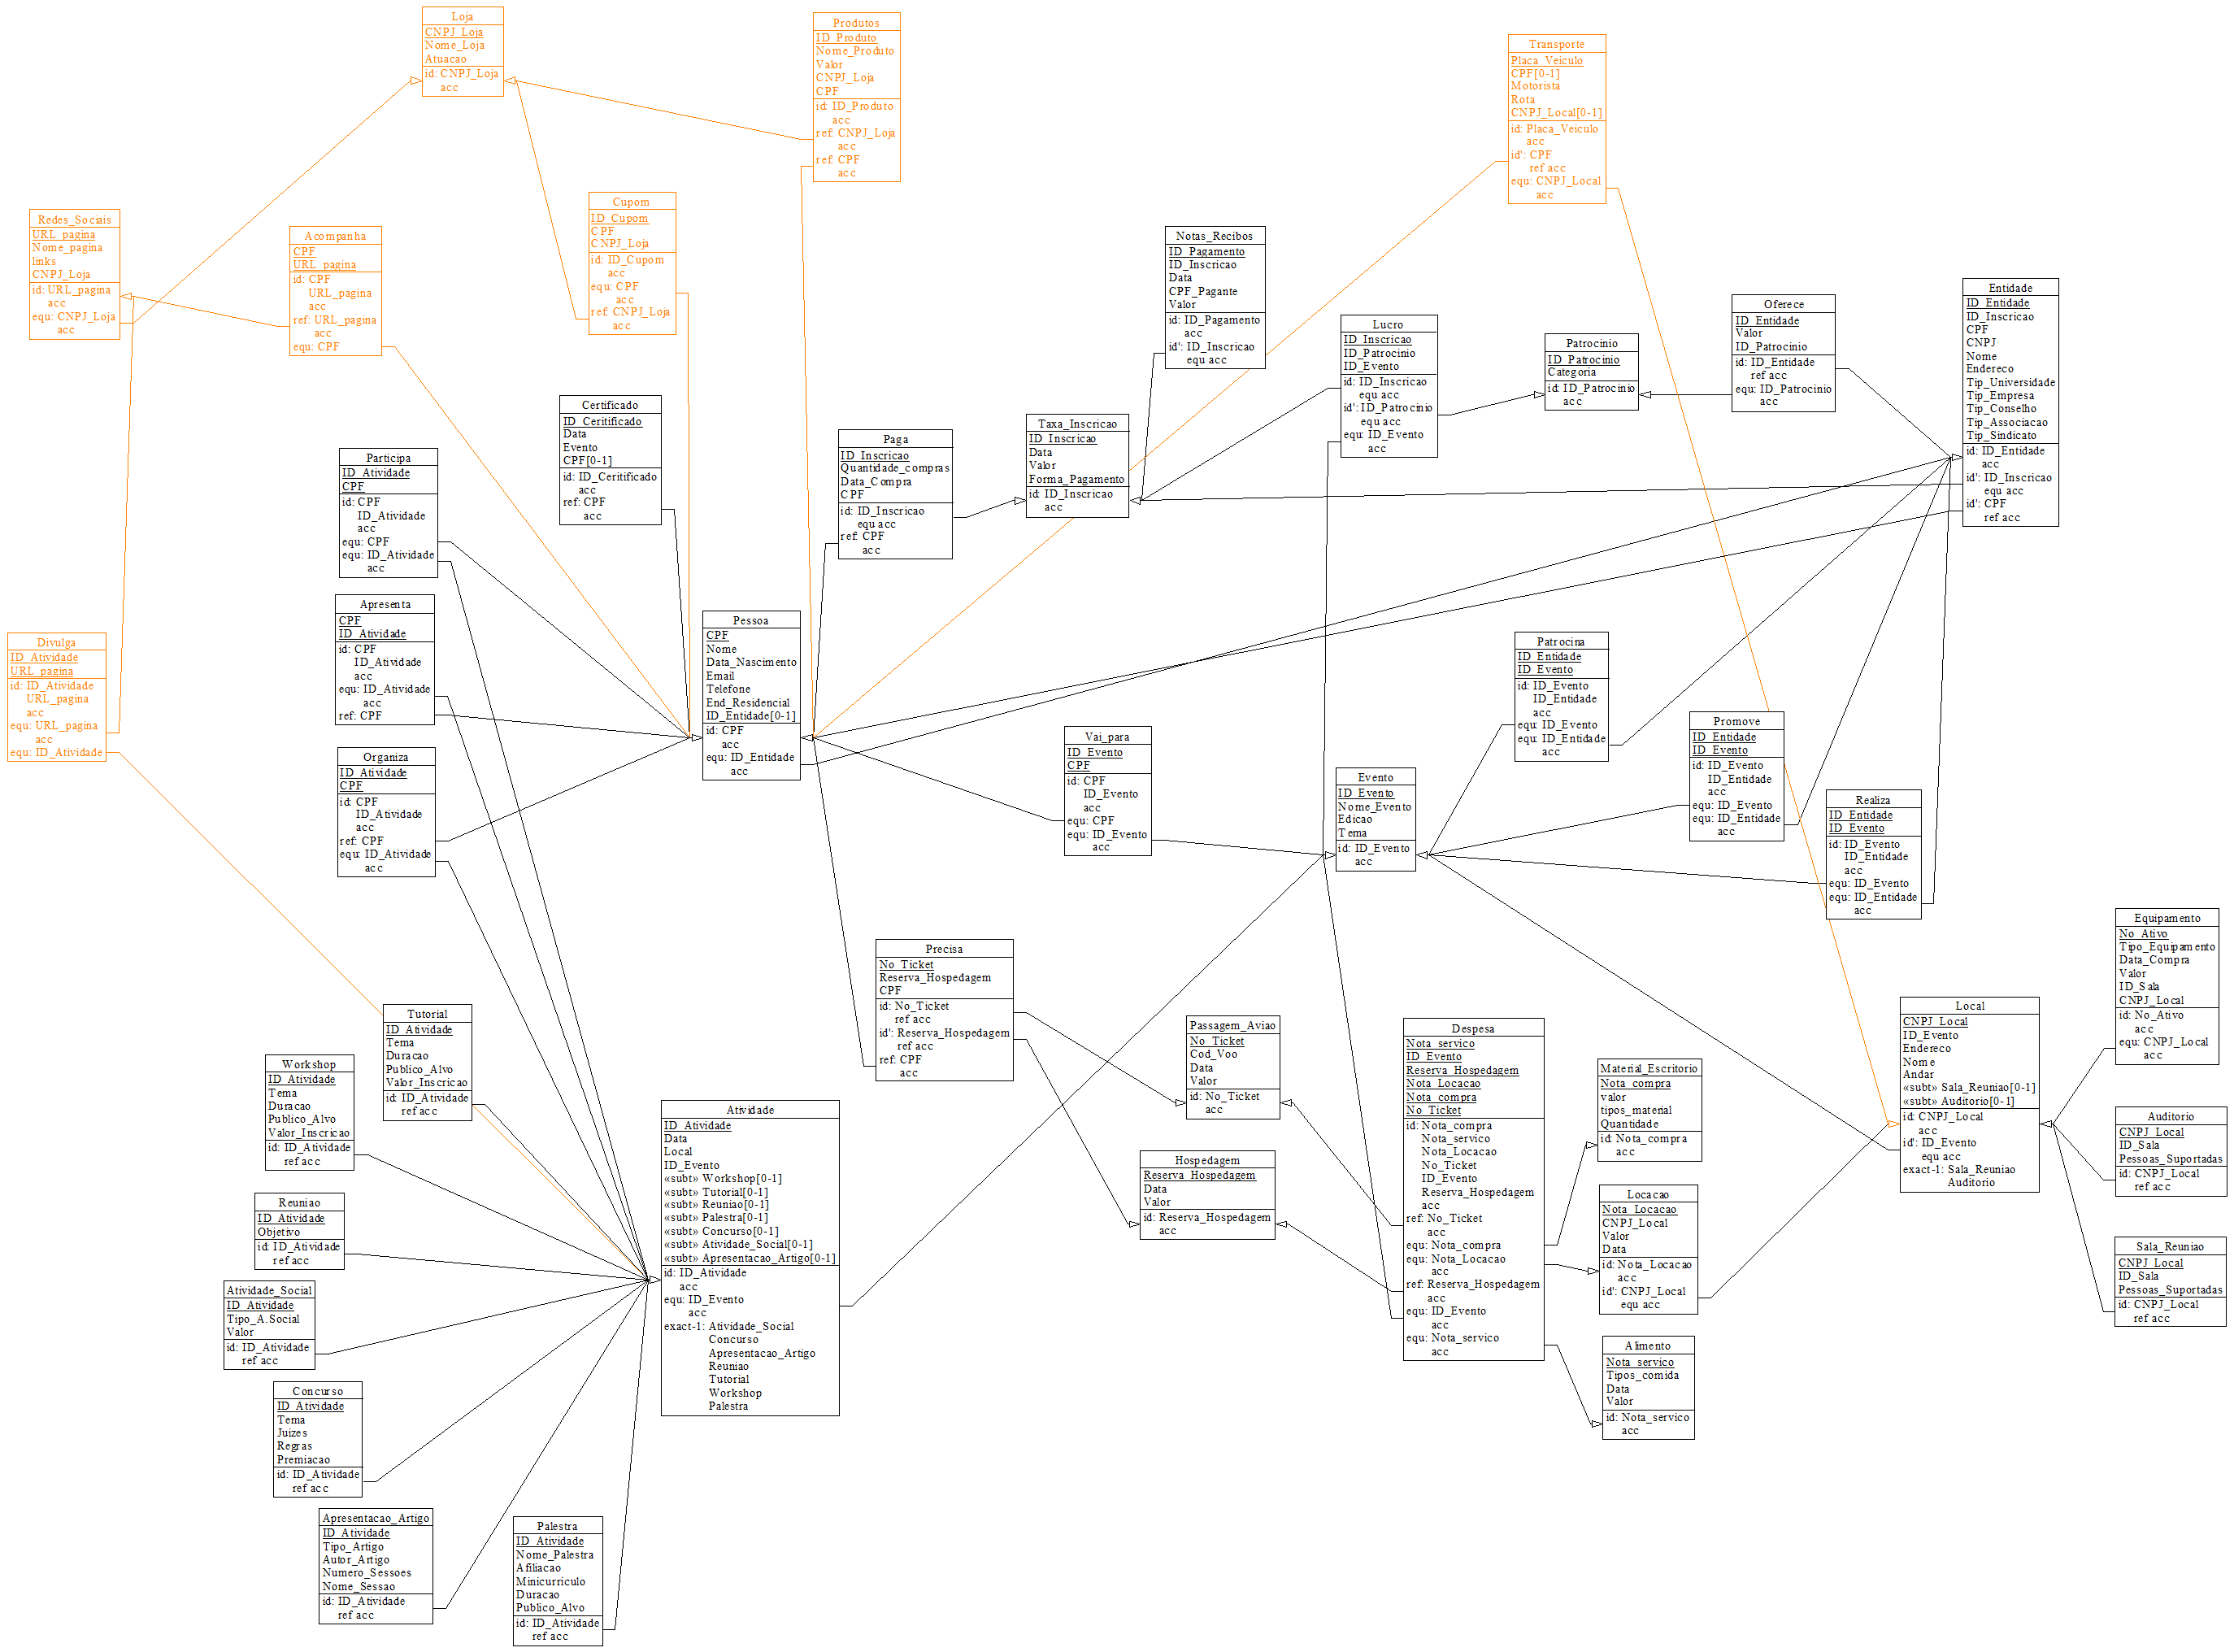 Loja
CNPJ_Loja
Nome_Loja
Atuacao
id: CNPJ_Loja
acc
Produtos
ID_Produto
Nome_Produto
Valor
CNPJ_Loja
CPF
id: ID_Produto
acc
ref: CNPJ_Loja
acc
ref: CPF
acc
Transporte
Placa_Veiculo
CPF[0-1]
Motorista
Rota
CNPJ_Local[0-1]
id: Placa_Veiculo
acc
id': CPF
ref acc
equ: CNPJ_Local
acc
Redes_Sociais
URL_pagina
Nome_pagina
links
CNPJ_Loja
id: URL_pagina
acc
equ: CNPJ_Loja
acc
Acompanha
CPF
URL_pagina
id: CPF
URL_pagina
acc
ref: URL_pagina
acc
equ: CPF
Cupom
ID_Cupom
CPF
CNPJ_Loja
id: ID_Cupom
acc
equ: CPF
acc
ref: CNPJ_Loja
acc
Notas_Recibos
ID_Pagamento
ID_Inscricao
Data
CPF_Pagante
Valor
id: ID_Pagamento
acc
id': ID_Inscricao
equ acc
Lucro
ID_Inscricao
ID_Patrocinio
ID_Evento
id: ID_Inscricao
equ acc
id': ID_Patrocinio
equ acc
equ: ID_Evento
acc
Patrocinio
ID_Patrocinio
Categoria
id: ID_Patrocinio
acc
Oferece
ID_Entidade
Valor
ID_Patrocinio
id: ID_Entidade
ref acc
equ: ID_Patrocinio
acc
Entidade
ID_Entidade
ID_Inscricao
CPF
CNPJ
Nome
Endereco
Tip_Universidade
Tip_Empresa
Tip_Conselho
Tip_Associacao
Tip_Sindicato
id: ID_Entidade
acc
id': ID_Inscricao
equ acc
id': CPF
ref acc
Certificado
ID_Ceritificado
Data
Evento
CPF[0-1]
id: ID_Ceritificado
acc
ref: CPF
acc
Paga
ID_Inscricao
Quantidade_compras
Data_Compra
CPF
id: ID_Inscricao
equ acc
ref: CPF
acc
Taxa_Inscricao
ID_Inscricao
Data
Valor
Forma_Pagamento
id: ID_Inscricao
acc
Participa
ID_Atividade
CPF
id: CPF
ID_Atividade
acc
equ: CPF
equ: ID_Atividade
acc
Apresenta
CPF
ID_Atividade
id: CPF
ID_Atividade
acc
equ: ID_Atividade
acc
ref: CPF
Pessoa
CPF
Nome
Data_Nascimento
Email
Telefone
End_Residencial
ID_Entidade[0-1]
id: CPF
acc
equ: ID_Entidade
acc
Divulga
ID_Atividade
URL_pagina
id: ID_Atividade
URL_pagina
acc
equ: URL_pagina
acc
equ: ID_Atividade
Organiza
ID_Atividade
CPF
id: CPF
ID_Atividade
acc
ref: CPF
equ: ID_Atividade
acc
Vai_para
ID_Evento
CPF
id: CPF
ID_Evento
acc
equ: CPF
equ: ID_Evento
acc
Evento
ID_Evento
Nome_Evento
Edicao
Tema
id: ID_Evento
acc
Patrocina
ID_Entidade
ID_Evento
id: ID_Evento
ID_Entidade
acc
equ: ID_Evento
equ: ID_Entidade
acc
Promove
ID_Entidade
ID_Evento
id: ID_Evento
ID_Entidade
acc
equ: ID_Evento
equ: ID_Entidade
acc
Realiza
ID_Entidade
ID_Evento
id: ID_Evento
ID_Entidade
acc
equ: ID_Evento
equ: ID_Entidade
acc
Equipamento
No_Ativo
Tipo_Equipamento
Data_Compra
Valor
ID_Sala
CNPJ_Local
id: No_Ativo
acc
equ: CNPJ_Local
acc
Precisa
No_Ticket
Reserva_Hospedagem
CPF
id: No_Ticket
ref acc
id': Reserva_Hospedagem
ref acc
ref: CPF
acc
Passagem_Aviao
No_Ticket
Cod_Voo
Data
Valor
id: No_Ticket
acc
Despesa
Nota_servico
ID_Evento
Reserva_Hospedagem
Nota_Locacao
Nota_compra
No_Ticket
id: Nota_compra
Nota_servico
Nota_Locacao
No_Ticket
ID_Evento
Reserva_Hospedagem
acc
ref: No_Ticket
acc
equ: Nota_compra
equ: Nota_Locacao
acc
ref: Reserva_Hospedagem
acc
equ: ID_Evento
acc
equ: Nota_servico
acc
Material_Escritorio
Nota_compra
valor
tipos_material
Quantidade
id: Nota_compra
acc
Local
CNPJ_Local
ID_Evento
Endereco
Nome
Andar
«subt» Sala_Reuniao[0-1]
«subt» Auditorio[0-1]
id: CNPJ_Local
acc
id': ID_Evento
equ acc
exact-1: Sala_Reuniao
Auditorio
Auditorio
CNPJ_Local
ID_Sala
Pessoas_Suportadas
id: CNPJ_Local
ref acc
Sala_Reuniao
CNPJ_Local
ID_Sala
Pessoas_Suportadas
id: CNPJ_Local
ref acc
Hospedagem
Reserva_Hospedagem
Data
Valor
id: Reserva_Hospedagem
acc
Locacao
Nota_Locacao
CNPJ_Local
Valor
Data
id: Nota_Locacao
acc
id': CNPJ_Local
equ acc
Alimento
Nota_servico
Tipos_comida
Data
Valor
id: Nota_servico
acc
Tutorial
ID_Atividade
Tema
Duracao
Publico_Alvo
Valor_Inscricao
id: ID_Atividade
ref acc
Workshop
ID_Atividade
Tema
Duracao
Publico_Alvo
Valor_Inscricao
id: ID_Atividade
ref acc
Atividade
ID_Atividade
Data
Local
ID_Evento
«subt» Workshop[0-1]
«subt» Tutorial[0-1]
«subt» Reuniao[0-1]
«subt» Palestra[0-1]
«subt» Concurso[0-1]
«subt» Atividade_Social[0-1]
«subt» Apresentacao_Artigo[0-1]
id: ID_Atividade
acc
equ: ID_Evento
acc
exact-1: Atividade_Social
Concurso
Apresentacao_Artigo
Reuniao
Tutorial
Workshop
Palestra
Reuniao
ID_Atividade
Objetivo
id: ID_Atividade
ref acc
Atividade_Social
ID_Atividade
Tipo_A.Social
Valor
id: ID_Atividade
ref acc
Concurso
ID_Atividade
Tema
Juizes
Regras
Premiacao
id: ID_Atividade
ref acc
Apresentacao_Artigo
ID_Atividade
Tipo_Artigo
Autor_Artigo
Numero_Sessoes
Nome_Sessao
id: ID_Atividade
ref acc
Palestra
ID_Atividade
Nome_Palestra
Afiliacao
Minicurriculo
Duracao
Publico_Alvo
id: ID_Atividade
ref acc